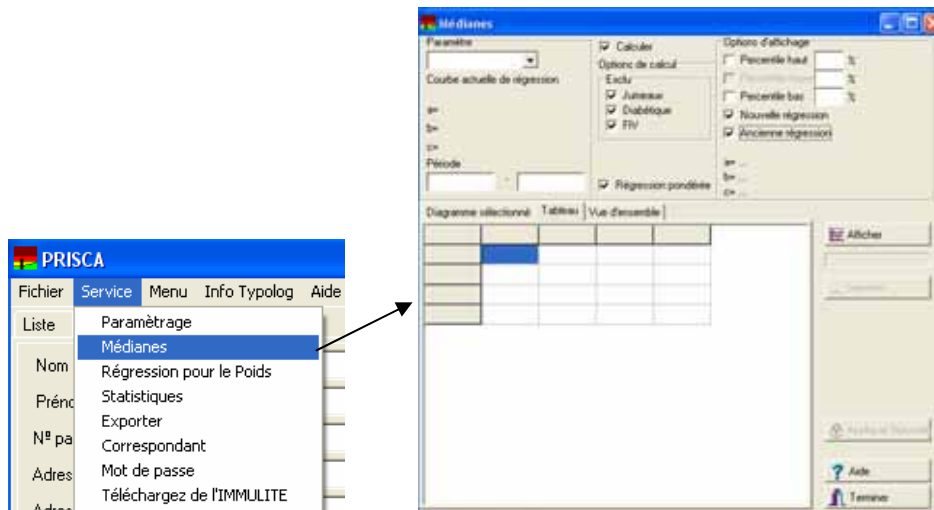 PRISCA
Fichier Service Menu Info Typolog Aide
Liste
Paramètrage
Médianes
Nom
Régression pour le Poids
Préno
Statistiques
Exporter
Nº pa
Correspondant
Adres
Mot de passe
Téléchargez de l'IMMULITE
Adres
Médianes
Paramètre
Courbe actuelle de régression
a=
b=
c=
Période
-
Calculer
Options de calcul
Exclu
Jumeaux
Diabétique
FIV
Régression pondérée
Options d'affichage
Percentile haut %
%
Percentile bas %
Nouvelle régression
Ancienne régression
a= ...
b= ...
c= ...
Diagramme sélectionné Tableau Vue d'ensemble
Afficher
Aide
Terminer